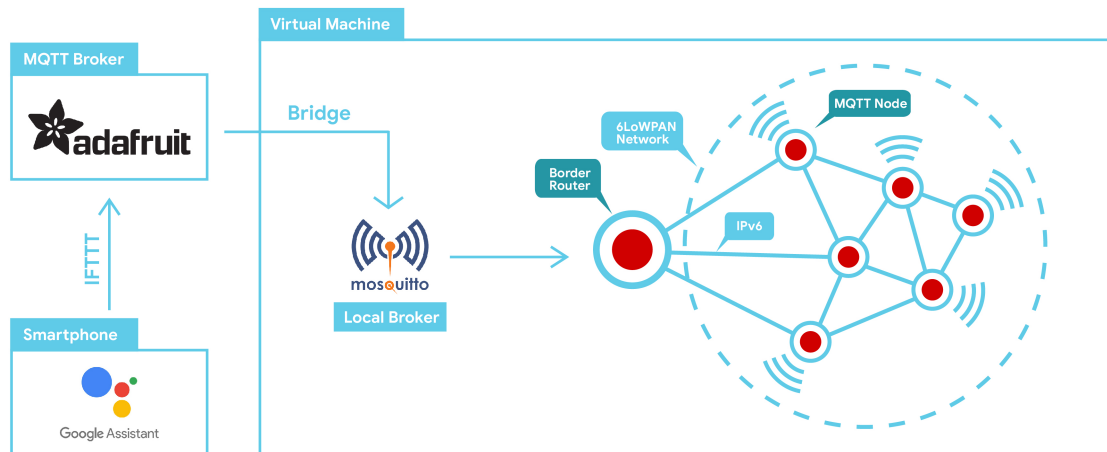 Virtual Machine
MQTT Broker
adafruit
Bridge
MQTT Node
6LoWPAN
Network
Border
Router
IPv6
IFTTT
mosquitto
Local Broker
Smartphone
Google Assistant